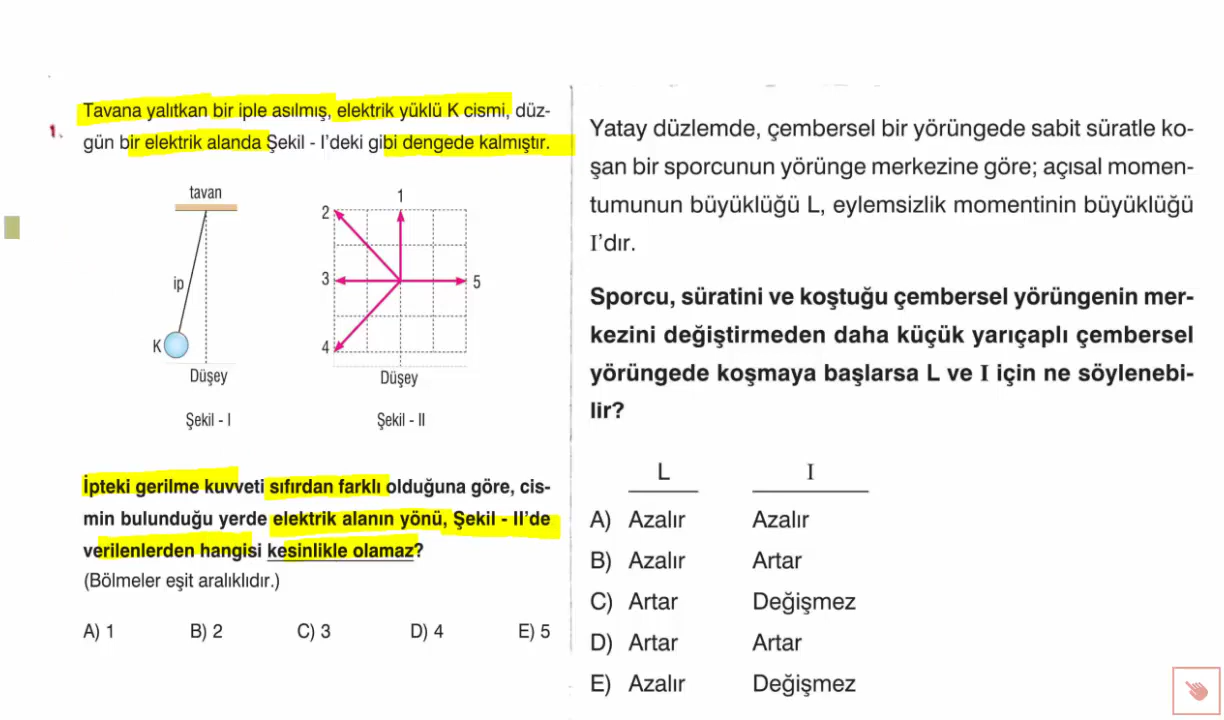 1.
Tavana yalıtkan bir iple asılmış, elektrik yüklü K cismi, düz-
gün bir elektrik alanda Şekil - I'deki gibi dengede kalmıştır.
tavan
ip
K
Düşey
Şekil - I
1
2
3
4
5
Düşey
Şekil - II
İpteki gerilme kuvveti sıfırdan farklı olduğuna göre, cis-
min bulunduğu yerde elektrik alanın yönü, Şekil - II'de
verilenlerden hangisi kesinlikle olamaz?
(Bölmeler eşit aralıklıdır.)
A) 1 B) 2 C) 3 D) 4 E) 5
Yatay düzlemde, çembersel bir yörüngede sabit süratle ko-
şan bir sporcunun yörünge merkezine göre; açısal momen-
tumunun büyüklüğü L, eylemsizlik momentinin büyüklüğü
I'dır.
Sporcu, süratini ve koştuğu çembersel yörüngenin mer-
kezini değiştirmeden daha küçük yarıçaplı çembersel
yörüngede koşmaya başlarsa L ve I için ne söylenebi-
lir?
L I
A) Azalır Azalır
B) Azalır Artar
C) Artar Değişmez
D) Artar Artar
E) Azalır Değişmez